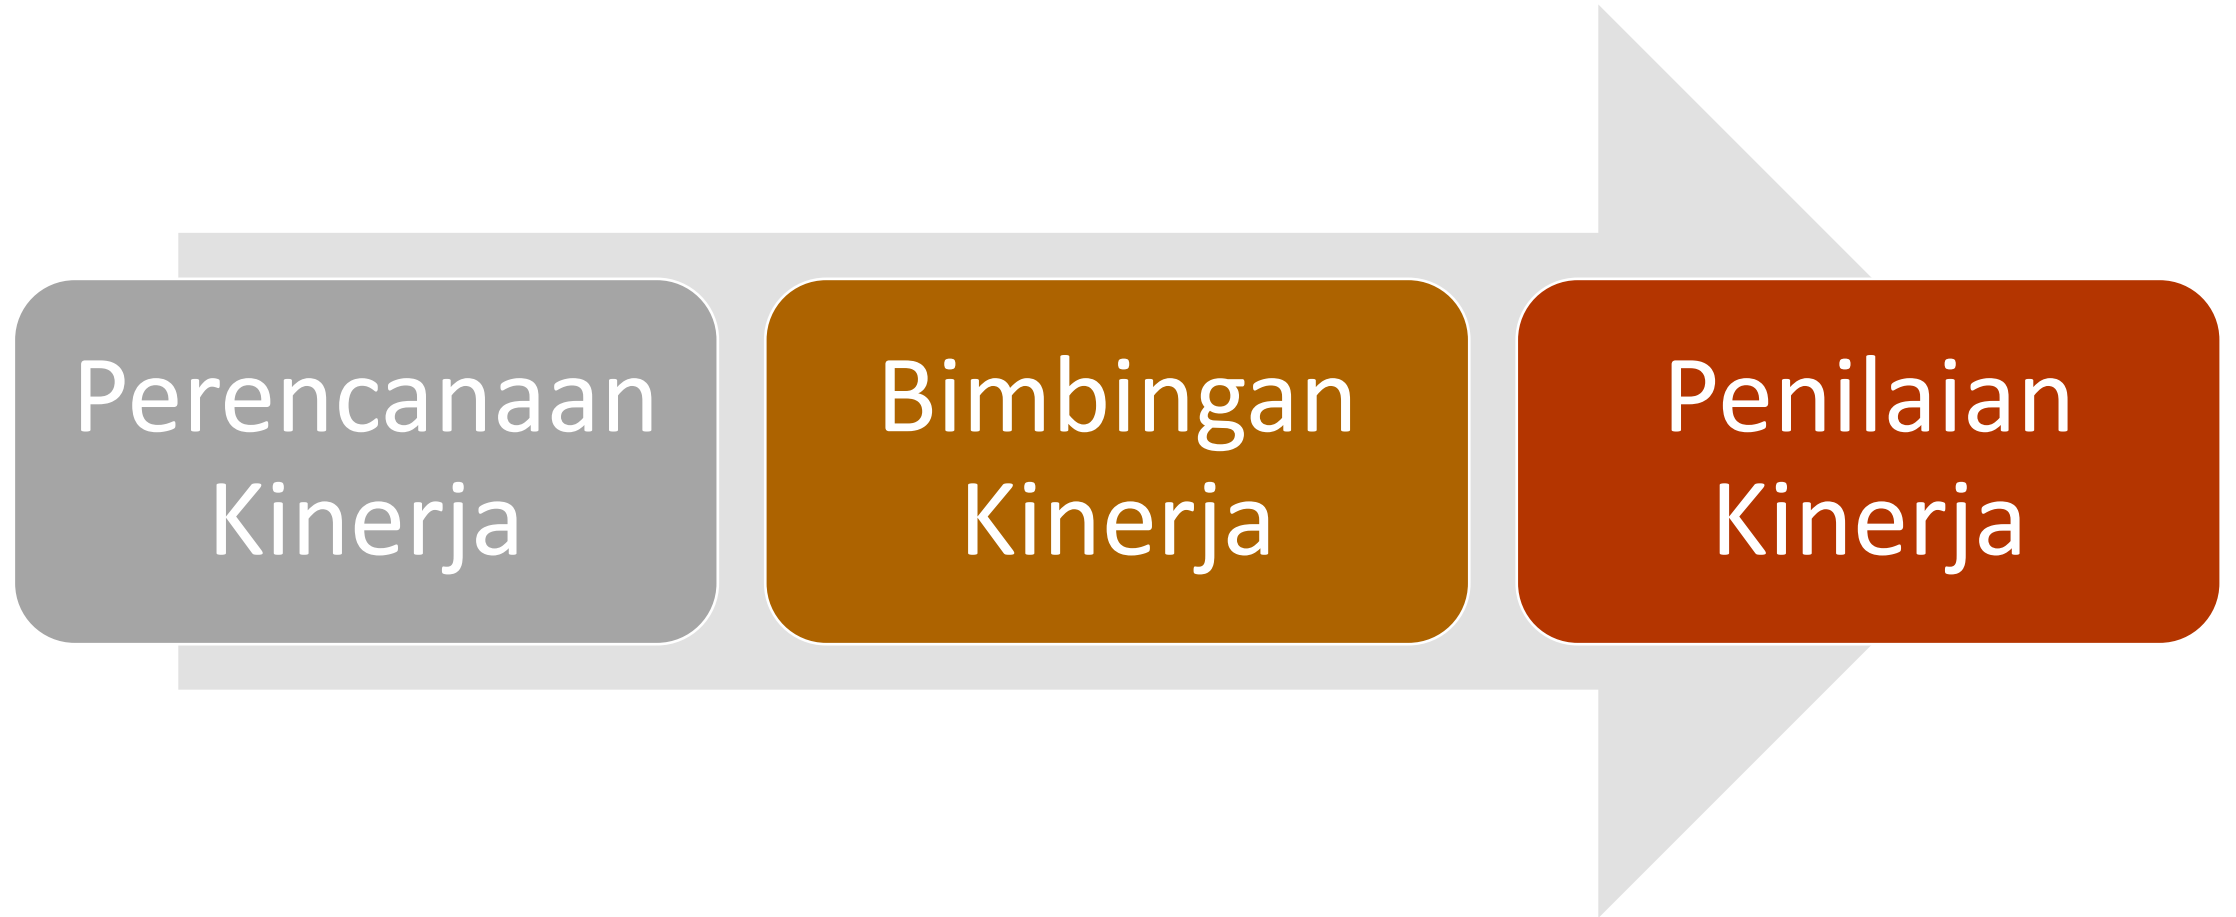 Perencanaan
Kinerja
Bimbingan
Kinerja
Penilaian
Kinerja